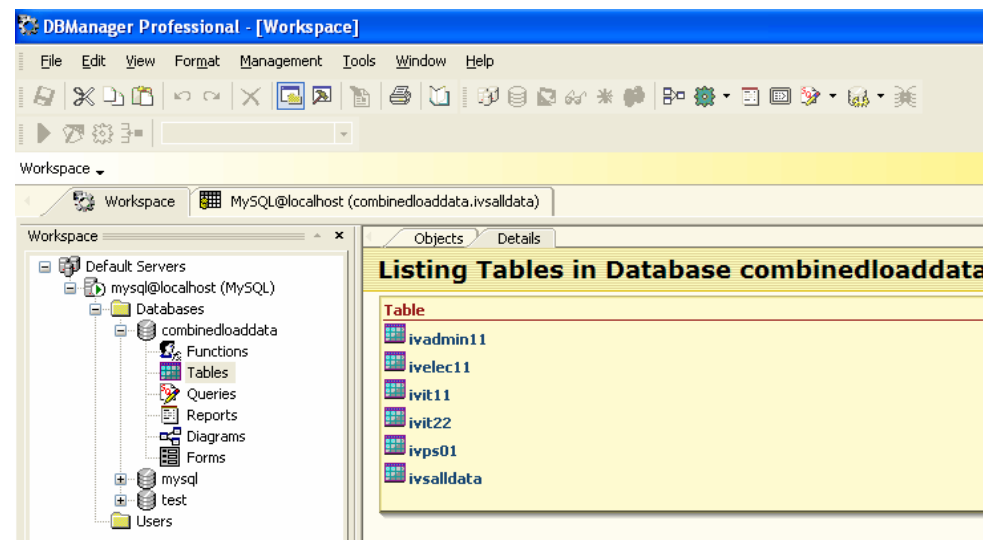 DBManager Professional - [Workspace]
File Edit View Format Management Tools Window Help
Workspace
Workspace MySQL@localhost (combinedloaddata.ivsalldata)
Workspace
Objects Details
Default Servers
Listing Tables in Database combinedloaddata
mysql@localhost (MySQL)
Databases
Table
combinedloaddata
ivadmin11
Functions
ivelec11
Tables
Queries
ivit11
Reports
ivit22
Diagrams
ivps01
Forms
mysql
ivsalldata
test
Users